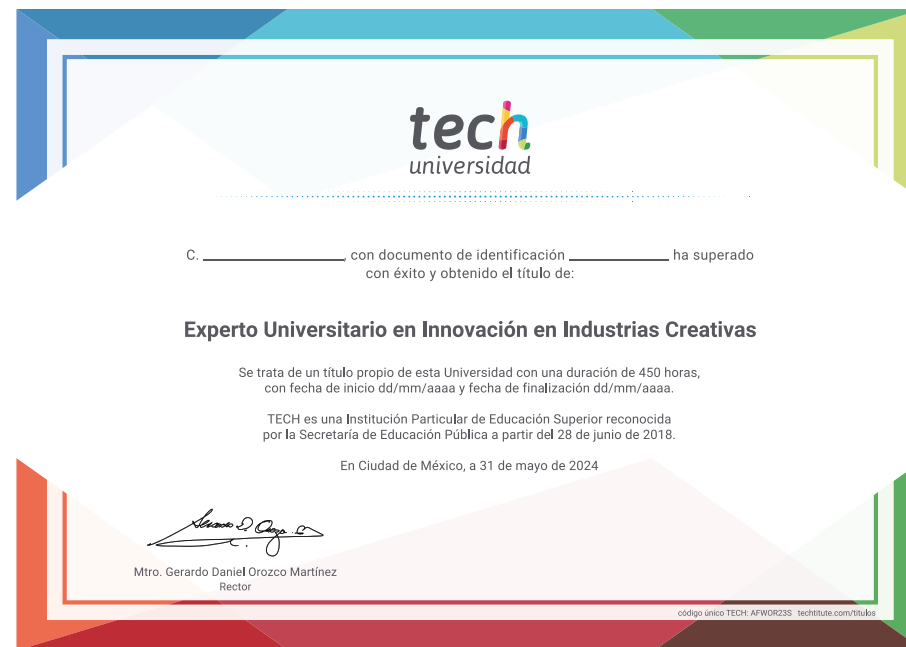 tech
universidad
C. ____________, con documento de identificación ____________ ha superado
con éxito y obtenido el título de:
Experto Universitario en Innovación en Industrias Creativas
Se trata de un título propio de esta Universidad con una duración de 450 horas,
con fecha de inicio dd/mm/aaaa y fecha de finalización dd/mm/aaaa.
TECH es una Institución Particular de Educación Superior reconocida
por la Secretaría de Educación Pública a partir del 28 de junio de 2018.
En Ciudad de México, a 31 de mayo de 2024
Mtro. Gerardo Daniel Orozco Martínez
Rector
código único TECH: AFWOR23S techtitute.com/titulos